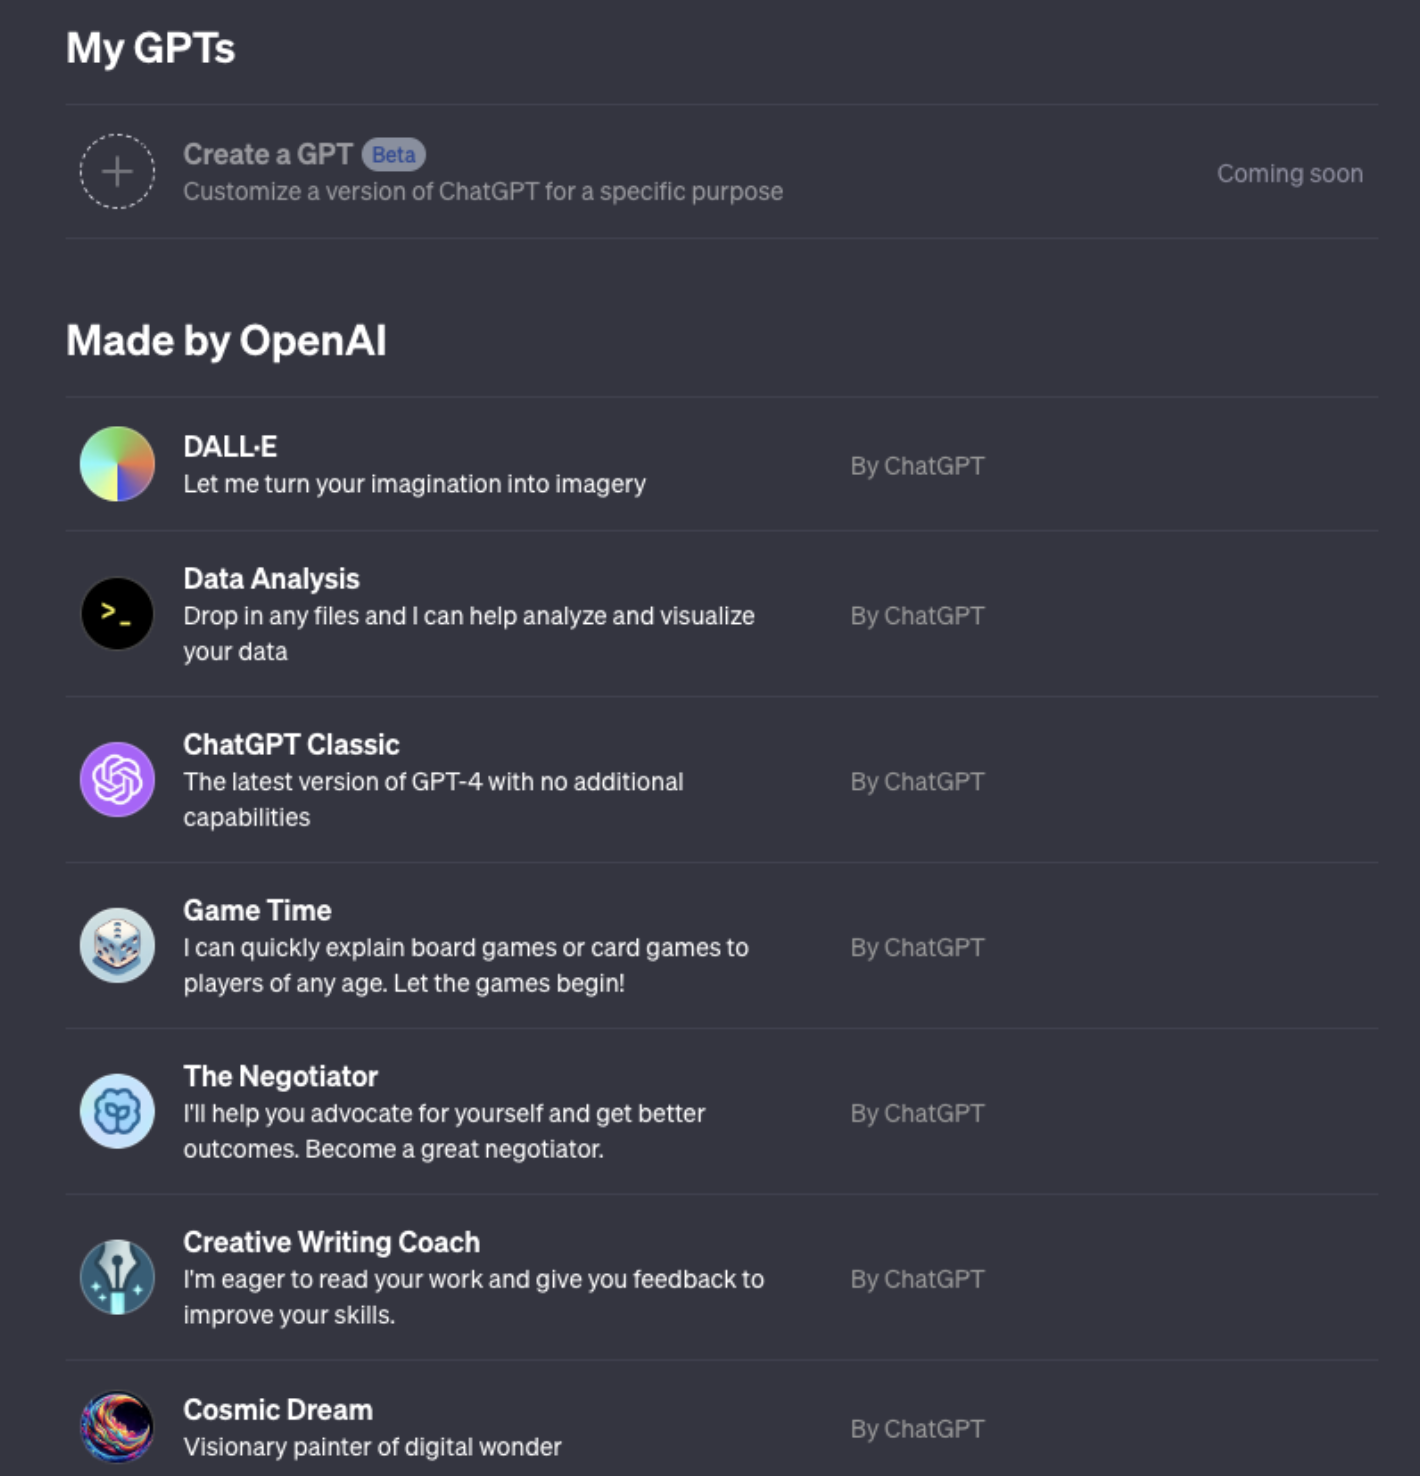 My GPTs
Create a GPT Beta
Customize a version of ChatGPT for a specific purpose
Coming soon
Made by OpenAI
DALL·E
Let me turn your imagination into imagery
By ChatGPT
Data Analysis
Drop in any files and I can help analyze and visualize
your data
By ChatGPT
ChatGPT Classic
The latest version of GPT-4 with no additional
capabilities
By ChatGPT
Game Time
I can quickly explain board games or card games to
players of any age. Let the games begin!
By ChatGPT
The Negotiator
I'll help you advocate for yourself and get better
outcomes. Become a great negotiator.
By ChatGPT
Creative Writing Coach
I'm eager to read your work and give you feedback to
improve your skills.
By ChatGPT
Cosmic Dream
Visionary painter of digital wonder
By ChatGPT